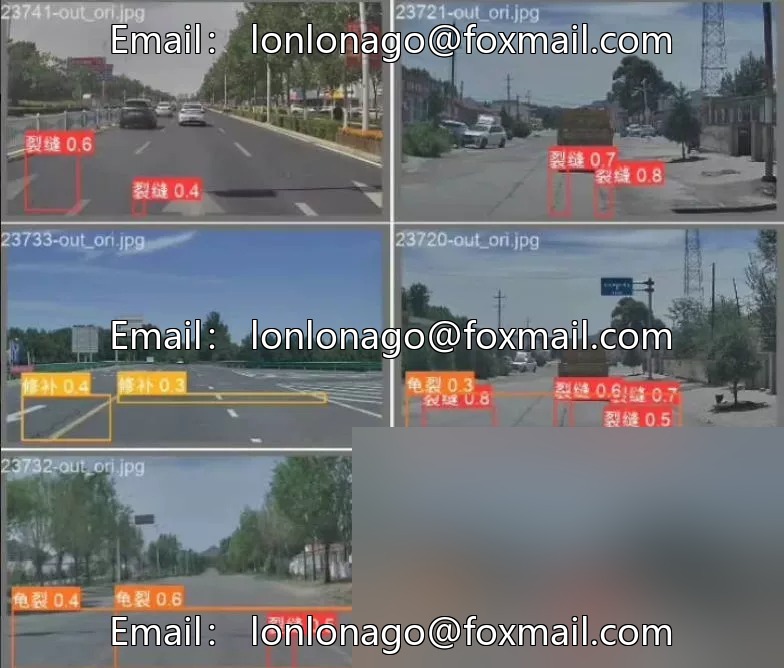 23741-out_ori.jpg
23721-out_ori.jpg
Email： lonlonago@foxmail.com
裂缝 0.6
裂缝 0.4
裂缝 0.7
裂缝 0.8
23733-out_ori.jpg
23720-out_ori.jpg
Email： lonlonago@foxmail.com
修补 0.4
修补 0.3
龟裂 0.3
裂缝 0.8
裂缝 0.6
裂缝 0.7
裂缝 0.5
23732-out_ori.jpg
龟裂 0.4
龟裂 0.6
裂缝
Email： lonlonago@foxmail.com